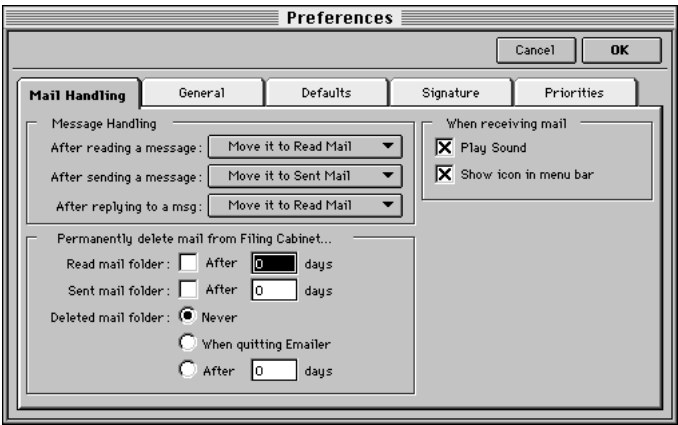 Preferences
Cancel OK
Mail Handling General Defaults Signature Priorities
Message Handling
After reading a message: Move it to Read Mail
After sending a message: Move it to Sent Mail
After replying to a msg: Move it to Read Mail
When receiving mail
Play Sound
Show icon in menu bar
Permanently delete mail from Filing Cabinet...
Read mail folder: After 0 days
Sent mail folder: After 0 days
Deleted mail folder: Never
When quitting Emailer
After 0 days